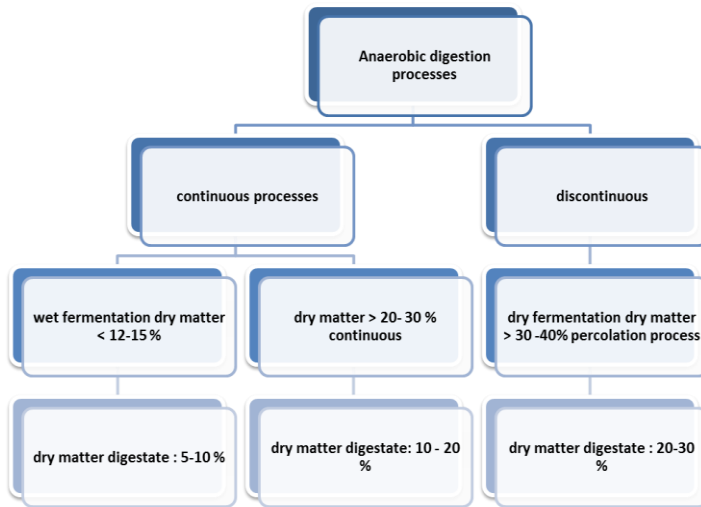 Anaerobic digestion
processes
continuous processes
discontinuous
wet fermentation dry matter
< 12-15 %
dry matter > 20- 30 %
continuous
dry fermentation dry matter
> 30 -40% percolation process
dry matter digestate : 5-10 %
dry matter digestate: 10 - 20
%
dry matter digestate : 20-30
%